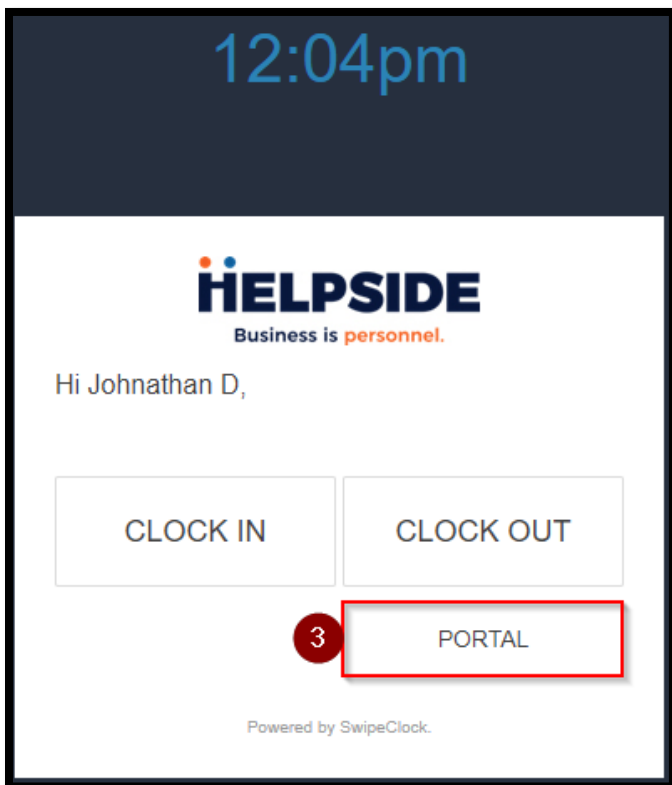 12:04pm
HELPSIDE
Business is personnel.
Hi Johnathan D,
CLOCK IN CLOCK OUT
3 PORTAL
Powered by SwipeClock.